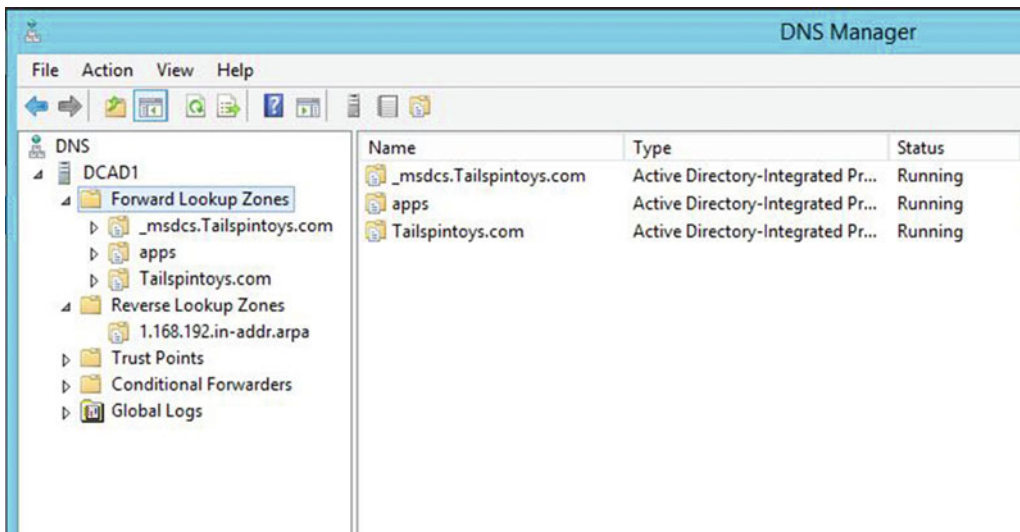 DNS Manager
File Action View Help
DNS
DCAD1
Forward Lookup Zones
_msdcs.Tailspintoys.com
apps
Tailspintoys.com
Reverse Lookup Zones
1.168.192.in-addr.arpa
Trust Points
Conditional Forwarders
Global Logs
Name Type Status
_msdcs.Tailspintoys.com Active Directory-Integrated Pr... Running
apps Active Directory-Integrated Pr... Running
Tailspintoys.com Active Directory-Integrated Pr... Running